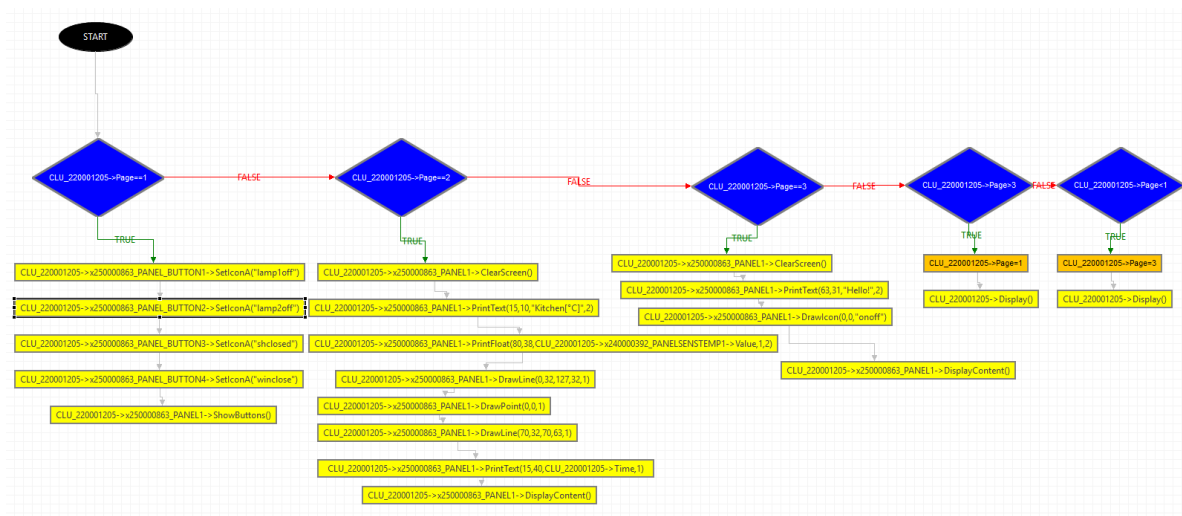 START
CLU_220001205->Page==1
FALSE
CLU_220001205->Page==2
FALSE
CLU_220001205->Page==3
FALSE
CLU_220001205->Page>3
FALSE
CLU_220001205->Page<1
TRUE
CLU_220001205->x250000863_PANEL_BUTTON1->SetIconA("lamp1off")
CLU_220001205->x250000863_PANEL_BUTTON2->SetIconA("lamp2off")
CLU_220001205->x250000863_PANEL_BUTTON3->SetIconA("shclosed")
CLU_220001205->x250000863_PANEL_BUTTON4->SetIconA("winclose")
CLU_220001205->x250000863_PANEL1->ShowButtons()
TRUE
CLU_220001205->x250000863_PANEL1->ClearScreen()
CLU_220001205->x250000863_PANEL1->PrintText(15,10,"Kitchen[°C]",2)
CLU_220001205->x250000863_PANEL1->PrintFloat(80,38,CLU_220001205->x240000392_PANELSENSTEMP1->Value,1,2)
CLU_220001205->x250000863_PANEL1->DrawLine(0,32,127,32,1)
CLU_220001205->x250000863_PANEL1->DrawPoint(0,0,1)
CLU_220001205->x250000863_PANEL1->DrawLine(70,32,70,63,1)
CLU_220001205->x250000863_PANEL1->PrintText(15,40,CLU_220001205->Time,1)
CLU_220001205->x250000863_PANEL1->DisplayContent()
TRUE
CLU_220001205->x250000863_PANEL1->ClearScreen()
CLU_220001205->x250000863_PANEL1->PrintText(63,31,"Hello!",2)
CLU_220001205->x250000863_PANEL1->DrawIcon(0,0,"onoff")
CLU_220001205->x250000863_PANEL1->DisplayContent()
TRUE
CLU_220001205->Page=1
CLU_220001205->Display()
TRUE
CLU_220001205->Page=3
CLU_220001205->Display()